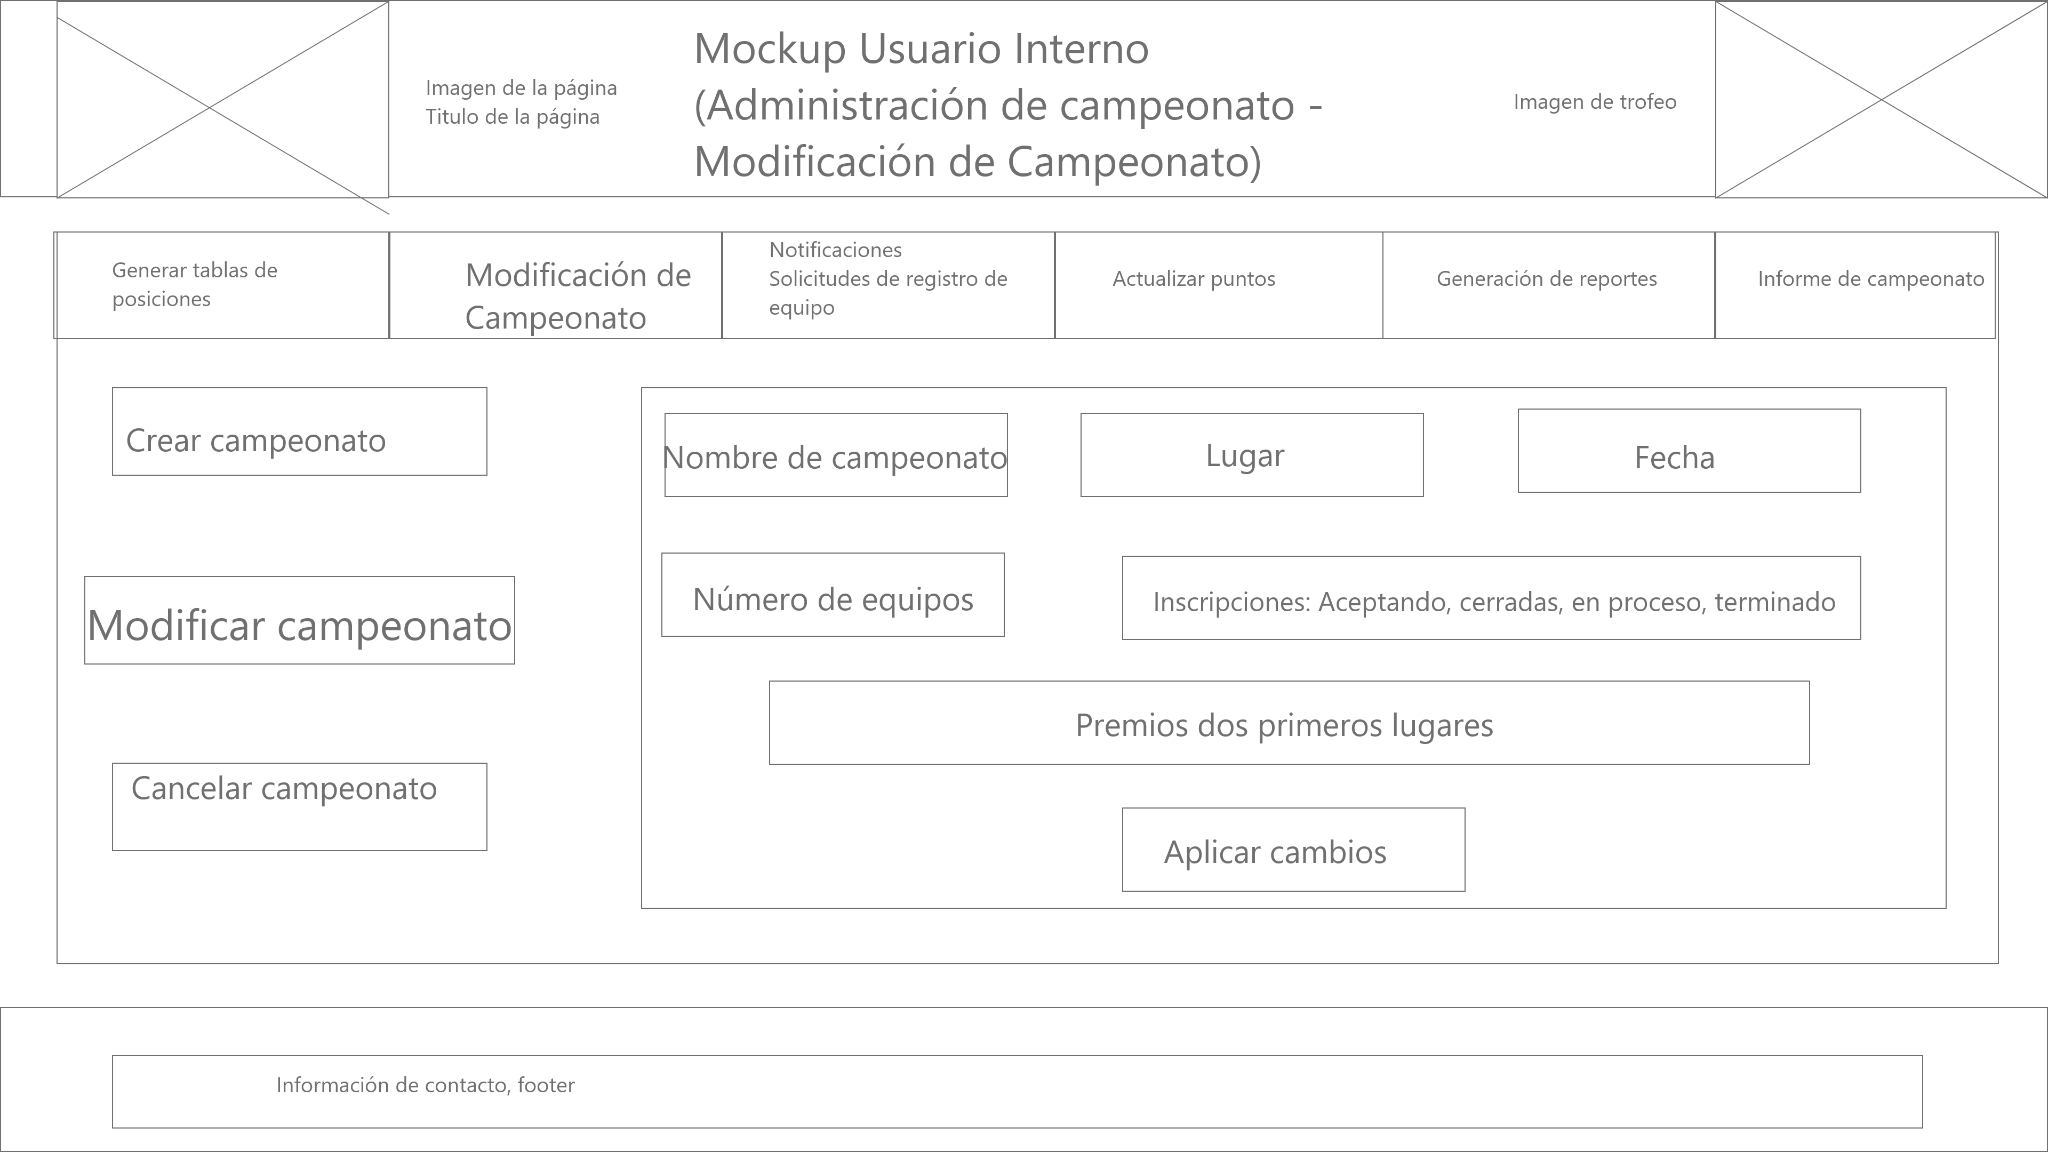 Imagen de la página
Titulo de la página
Mockup Usuario Interno
(Administración de campeonato -
Modificación de Campeonato)
Imagen de trofeo
Generar tablas de
posiciones
Modificación de
Campeonato
Notificaciones
Solicitudes de registro de
equipo
Actualizar puntos
Generación de reportes
Informe de campeonato
Crear campeonato
Modificar campeonato
Cancelar campeonato
Nombre de campeonato
Lugar
Fecha
Número de equipos
Inscripciones: Aceptando, cerradas, en proceso, terminado
Premios dos primeros lugares
Aplicar cambios
Información de contacto, footer